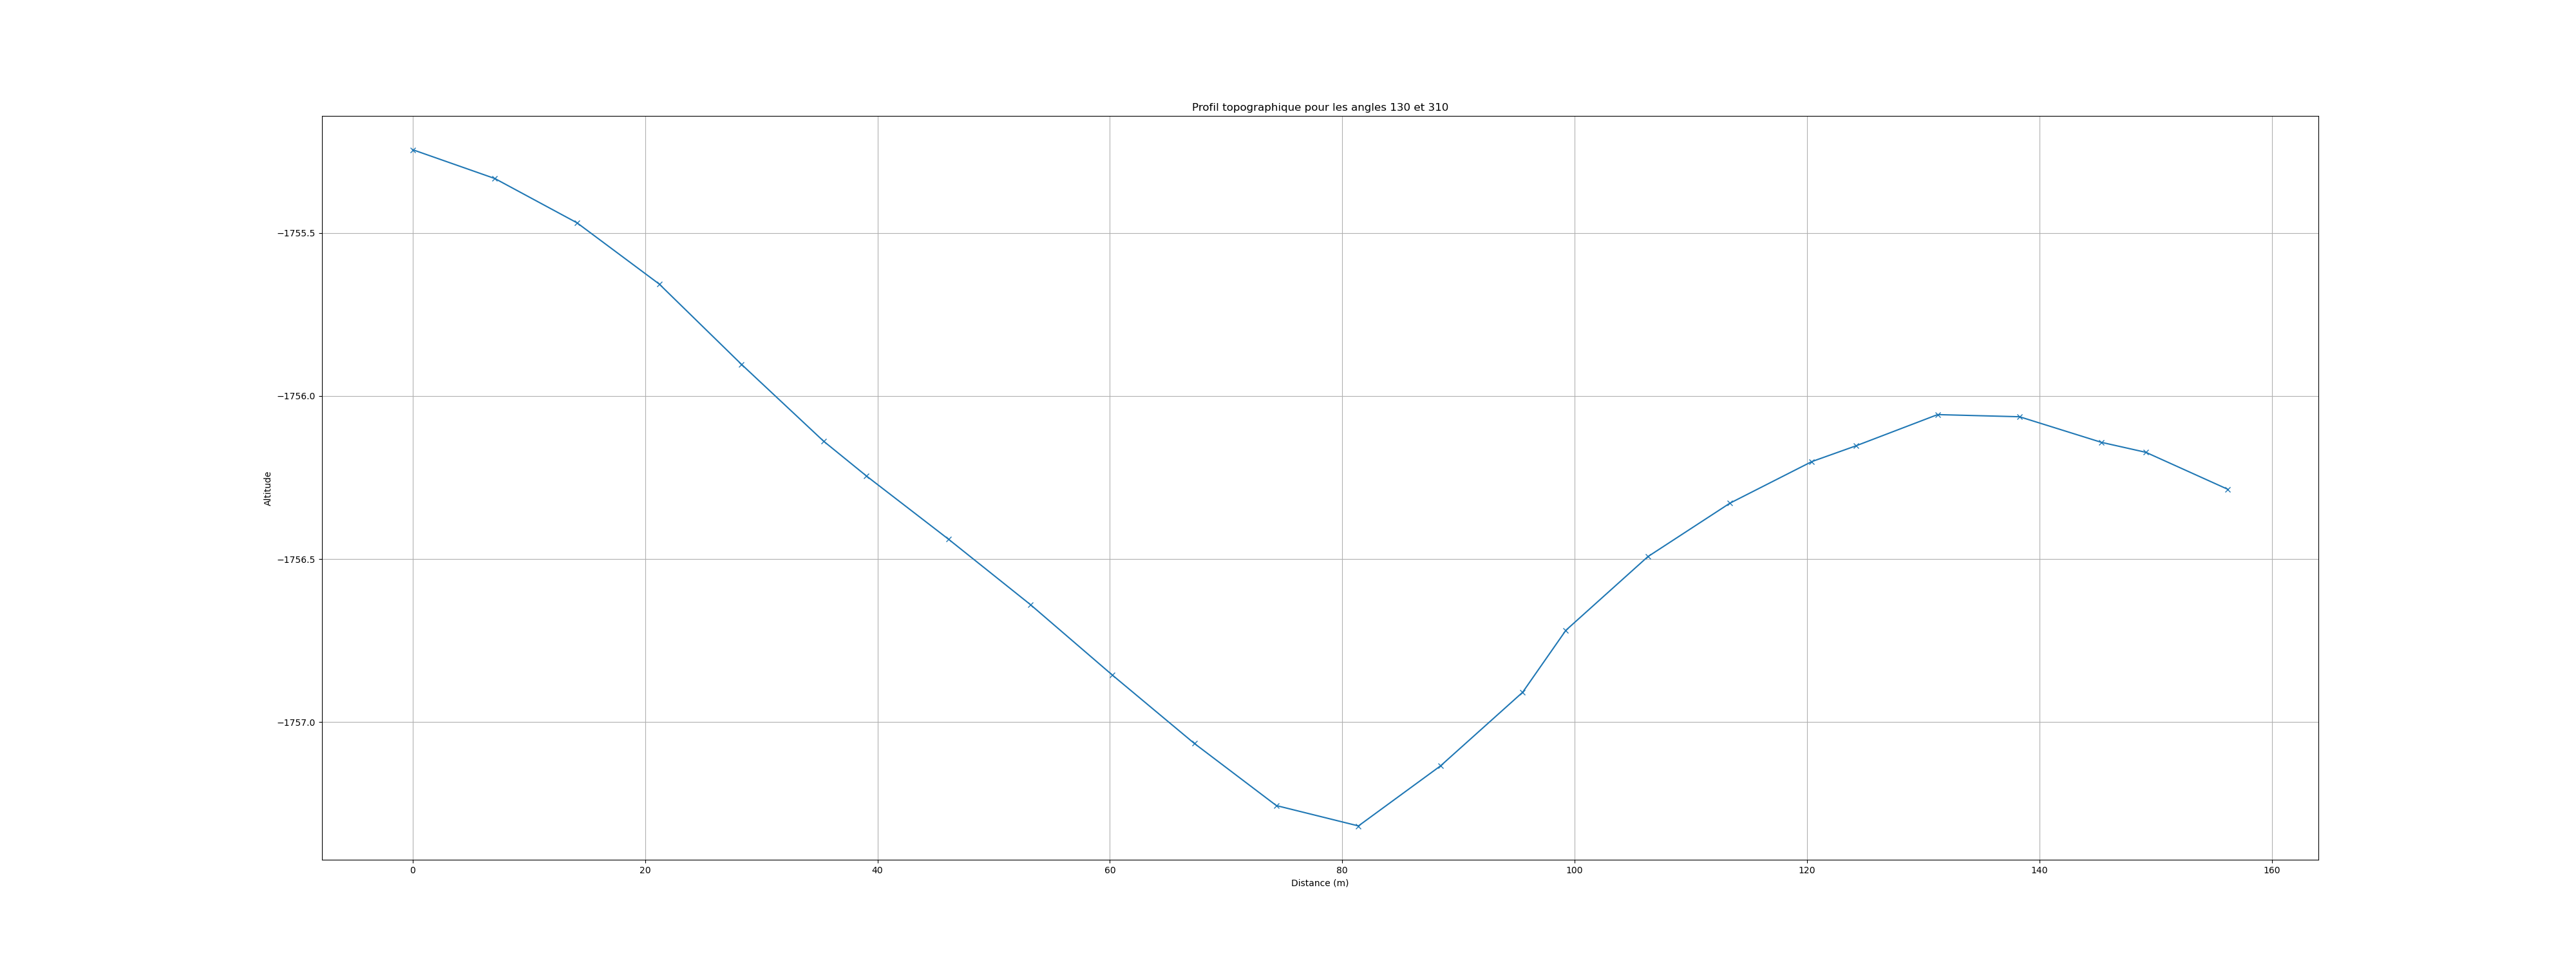 Profil topographique pour les angles 130 et 310
Altitude
−1755.5
−1756.0
−1756.5
−1757.0
0 20 40 60 80 100 120 140 160
Distance (m)